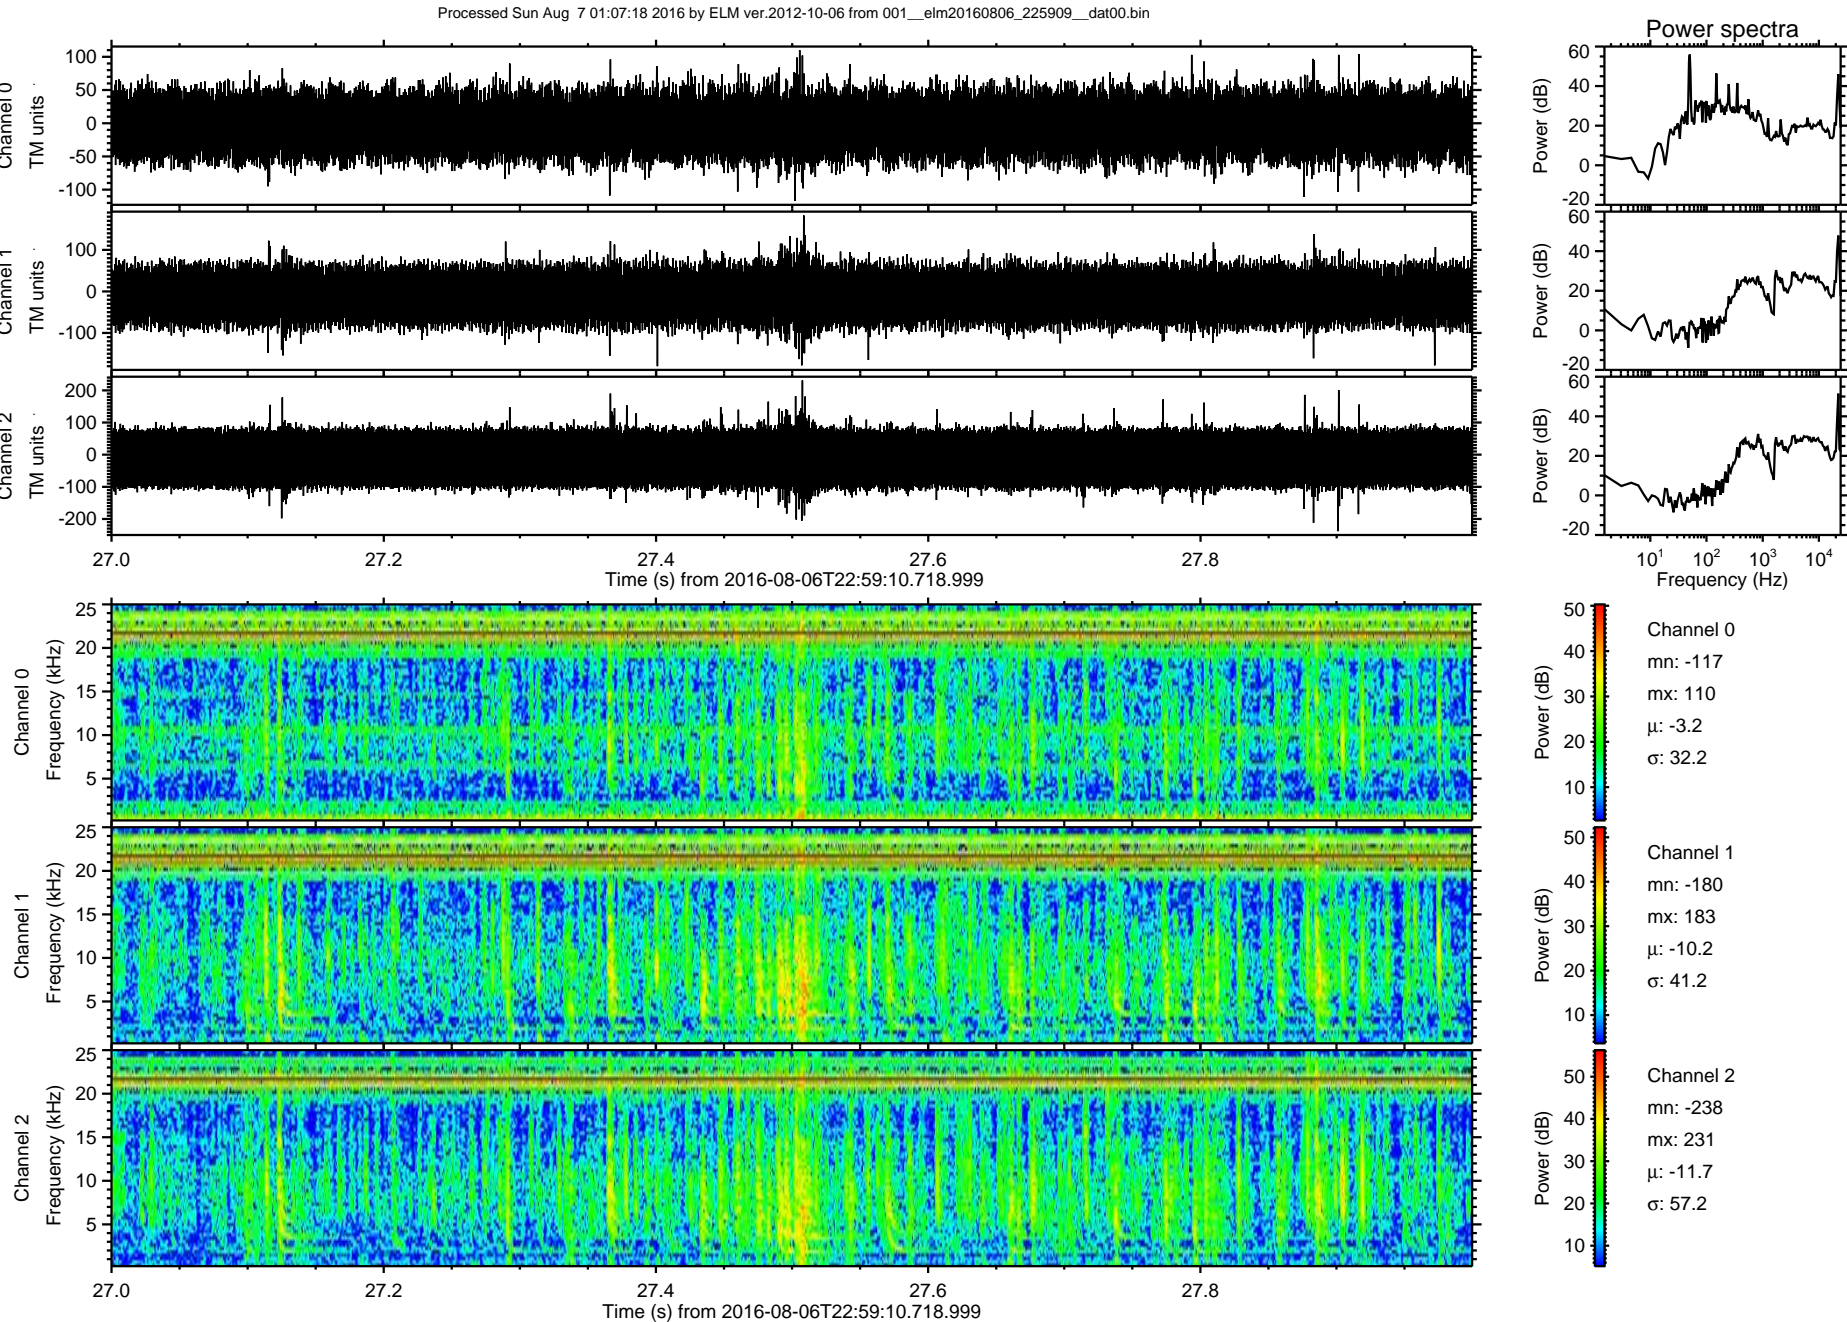 Processed Sun Aug  7 01:07:18 2016 by ELM ver.2012-10-06 from 001__elm20160806_225909__dat00.bin
Power spectra
Channel 0
TM units
100
50
0
-50
-100
Power (dB)
60
40
20
0
-20
Channel 1
TM units
100
0
-100
Power (dB)
60
40
20
0
-20
Channel 2
TM units
200
100
0
-100
-200
Power (dB)
60
40
20
0
-20
27.0 27.2 27.4 27.6 27.8
Time (s) from 2016-08-06T22:59:10.718.999
10^1 10^2 10^3 10^4
Frequency (Hz)
Channel 0
Frequency (kHz)
25
20
15
10
5
Power (dB)
50
40
30
20
10
Channel 0
mn: -117
mx: 110
μ: -3.2
σ: 32.2
Channel 1
Frequency (kHz)
25
20
15
10
5
Power (dB)
50
40
30
20
10
Channel 1
mn: -180
mx: 183
μ: -10.2
σ: 41.2
Channel 2
Frequency (kHz)
25
20
15
10
5
Power (dB)
50
40
30
20
10
Channel 2
mn: -238
mx: 231
μ: -11.7
σ: 57.2
27.0 27.2 27.4 27.6 27.8
Time (s) from 2016-08-06T22:59:10.718.999